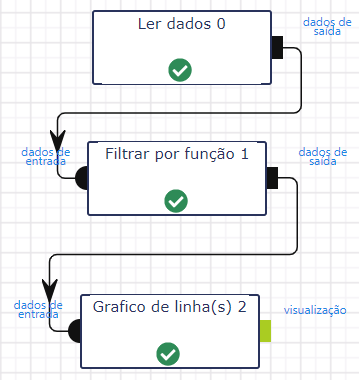 Ler dados 0
dados de
saída
dados de
entrada
Filtrar por função 1
dados de
saída
dados de
entrada
Grafico de linha(s) 2
visualização